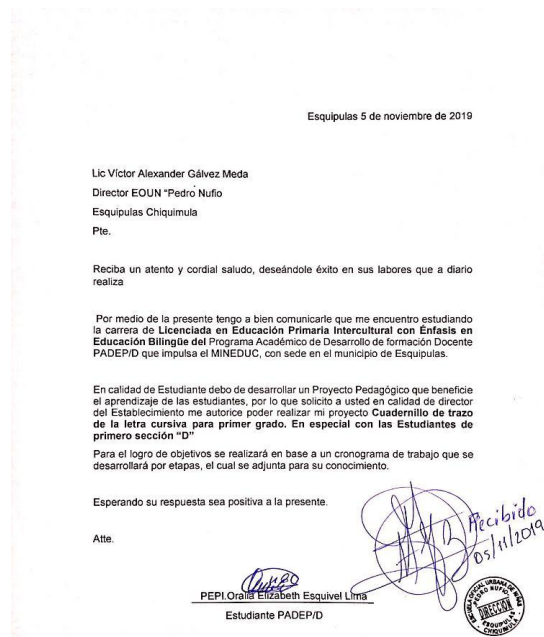 Esquipulas 5 de noviembre de 2019
Lic Víctor Alexander Gálvez Meda
Director EOUN "Pedro Nufio
Esquipulas Chiquimula
Pte.
Reciba un atento y cordial saludo, deseándole éxito en sus labores que a diario
realiza
Por medio de la presente tengo a bien comunicarle que me encuentro estudiando
la carrera de Licenciada en Educación Primaria Intercultural con Énfasis en
Educación Bilingüe del Programa Académico de Desarrollo de formación Docente
PADEP/D que impulsa el MINEDUC, con sede en el municipio de Esquipulas.
En calidad de Estudiante debo de desarrollar un Proyecto Pedagógico que beneficie
el aprendizaje de las estudiantes, por lo que solicito a usted en calidad de director
del Establecimiento me autorice poder realizar mi proyecto Cuadernillo de trazo
de la letra cursiva para primer grado. En especial con las Estudiantes de
primero sección "D"
Para el logro de objetivos se realizará en base a un cronograma de trabajo que se
desarrollará por etapas, el cual se adjunta para su conocimiento.
Esperando su respuesta sea positiva a la presente.
Recibido
05/11/2019
Atte.
PEPI.Oralia Elizabeth Esquivel Lima
Estudiante PADEP/D
ESCUELA OFICIAL URBANA DE NIÑAS
PEDRO NUFIO
DIRECCION
ESQUIPULAS
CHIQUIMULA